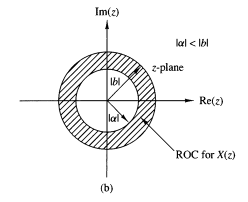 Im(z)
|α| < |b|
z-plane
|b|
Re(z)
|α|
ROC for X(z)
(b)